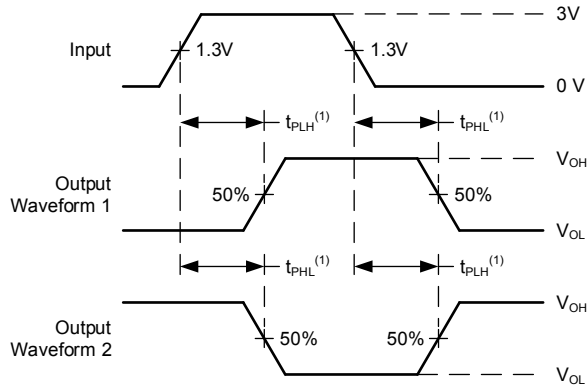 3V
Input
1.3V
1.3V
0 V
tPLH(1)
tPHL(1)
VOH
Output
Waveform 1
50%
50%
VOL
tPHL(1)
tPLH(1)
VOH
Output
Waveform 2
50%
50%
VOL